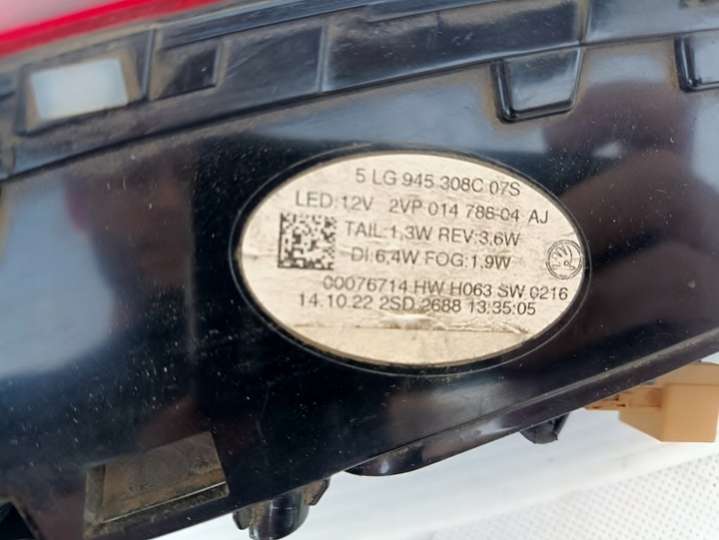 5 LG 945 308C 07S
LED:12V 2VP 014 786-04 AJ
TAIL:1,3W REV:3,6W
DI:6,4W FOG:1,9W
00076714 HW H063 SW 0216
14.10.22 2SD.2688 13:35:05